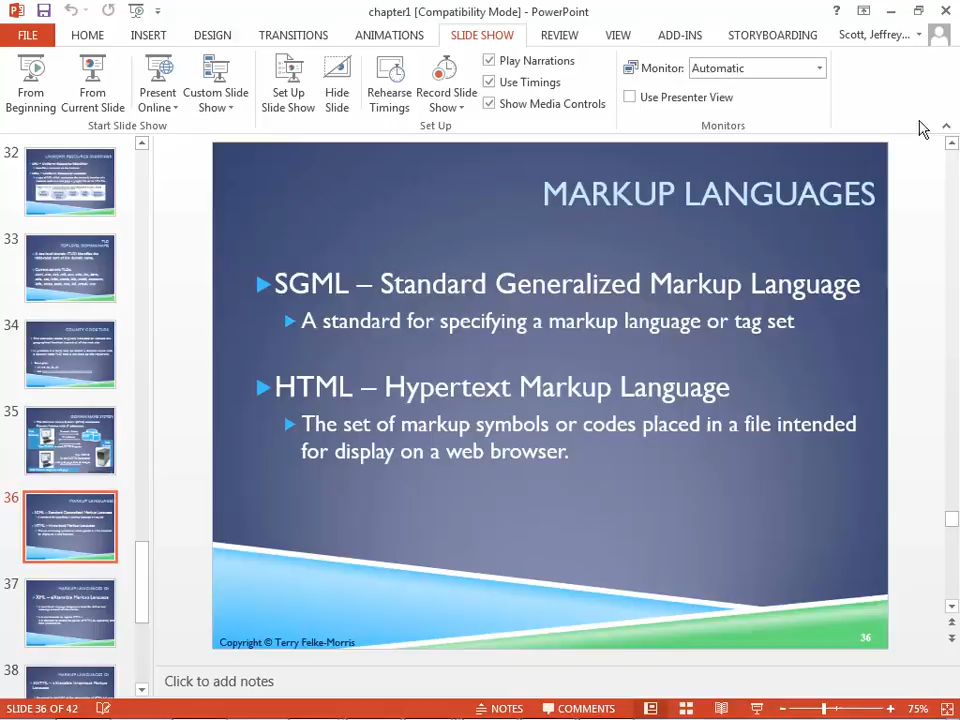 chapter1 [Compatibility Mode] - PowerPoint
?
FILE HOME INSERT DESIGN TRANSITIONS ANIMATIONS SLIDE SHOW REVIEW VIEW ADD-INS STORYBOARDING Scott, Jeffrey...
From Beginning
From Current Slide
Present Online
Custom Slide Show
Set Up Slide Show
Hide Slide
Rehearse Timings
Record Slide Show
Play Narrations
Use Timings
Show Media Controls
Monitor: Automatic
Use Presenter View
Start Slide Show
Set Up
Monitors
32
33
34
35
36
37
38
MARKUP LANGUAGES
SGML – Standard Generalized Markup Language
A standard for specifying a markup language or tag set
HTML – Hypertext Markup Language
The set of markup symbols or codes placed in a file intended
for display on a web browser.
Copyright © Terry Felke-Morris
36
Click to add notes
SLIDE 36 OF 42 NOTES COMMENTS 75%